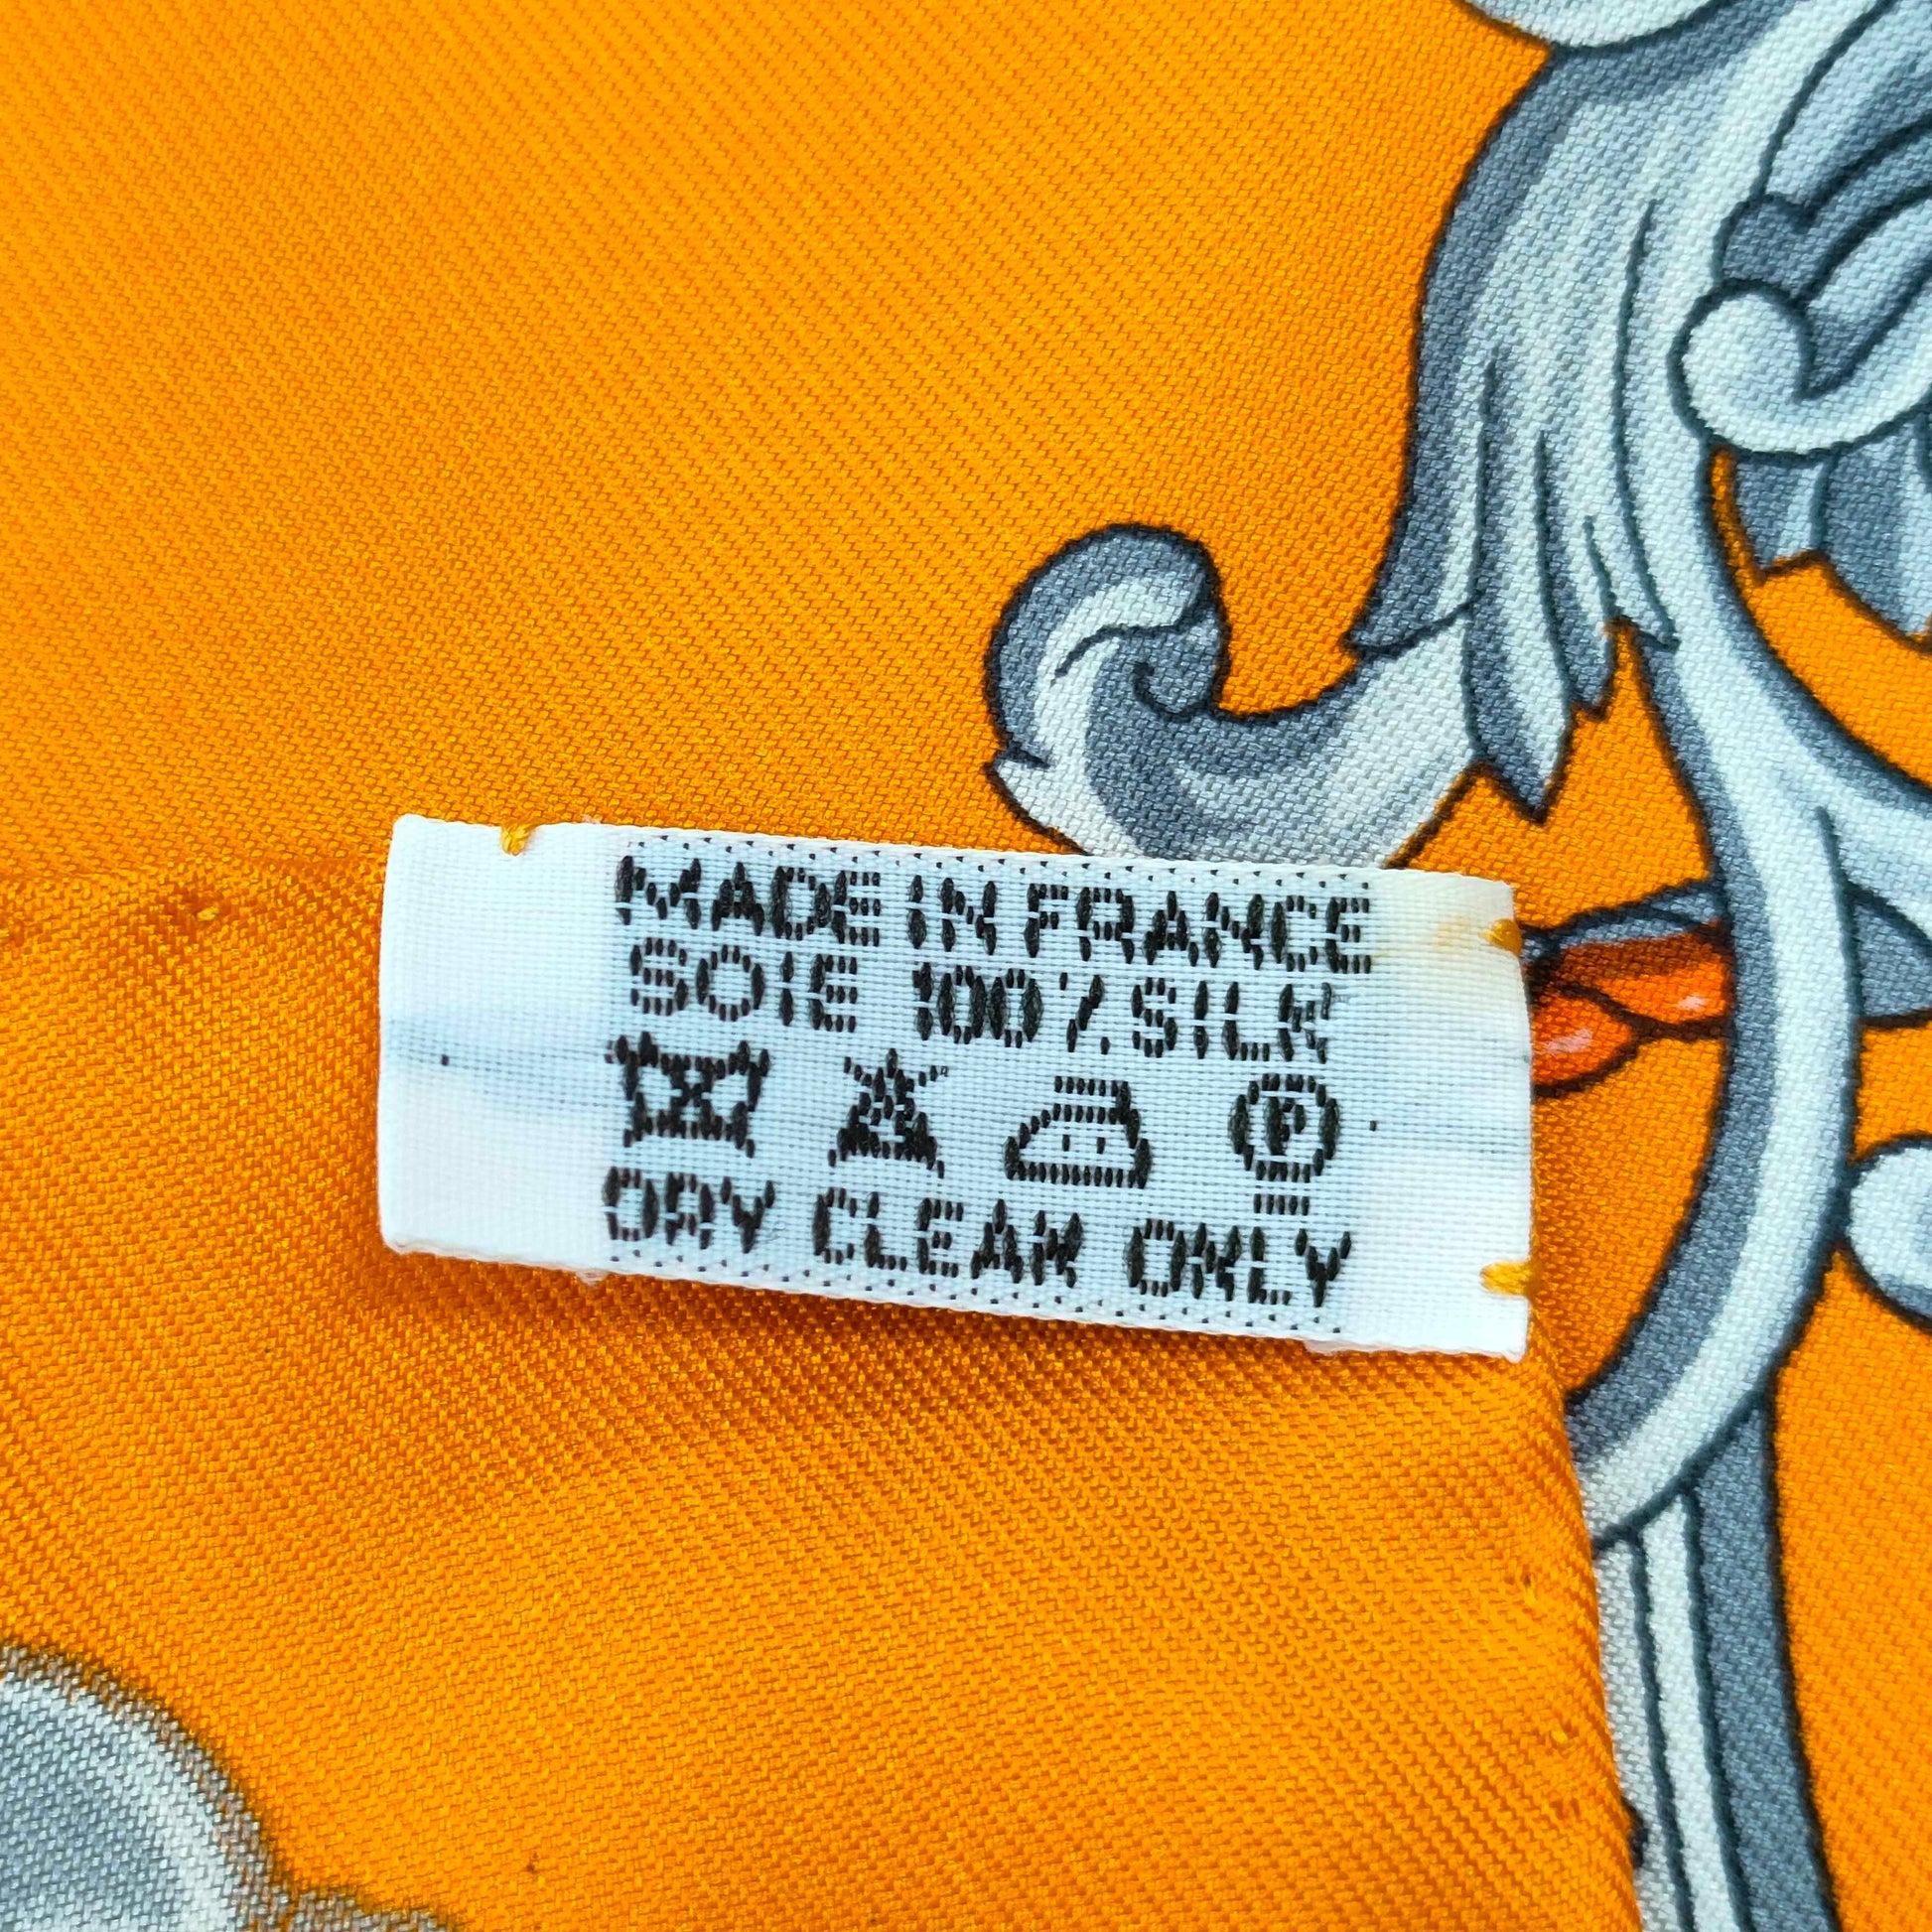 MADE IN FRANCE
SOIE 100% SILK
P
DRY CLEAN ONLY